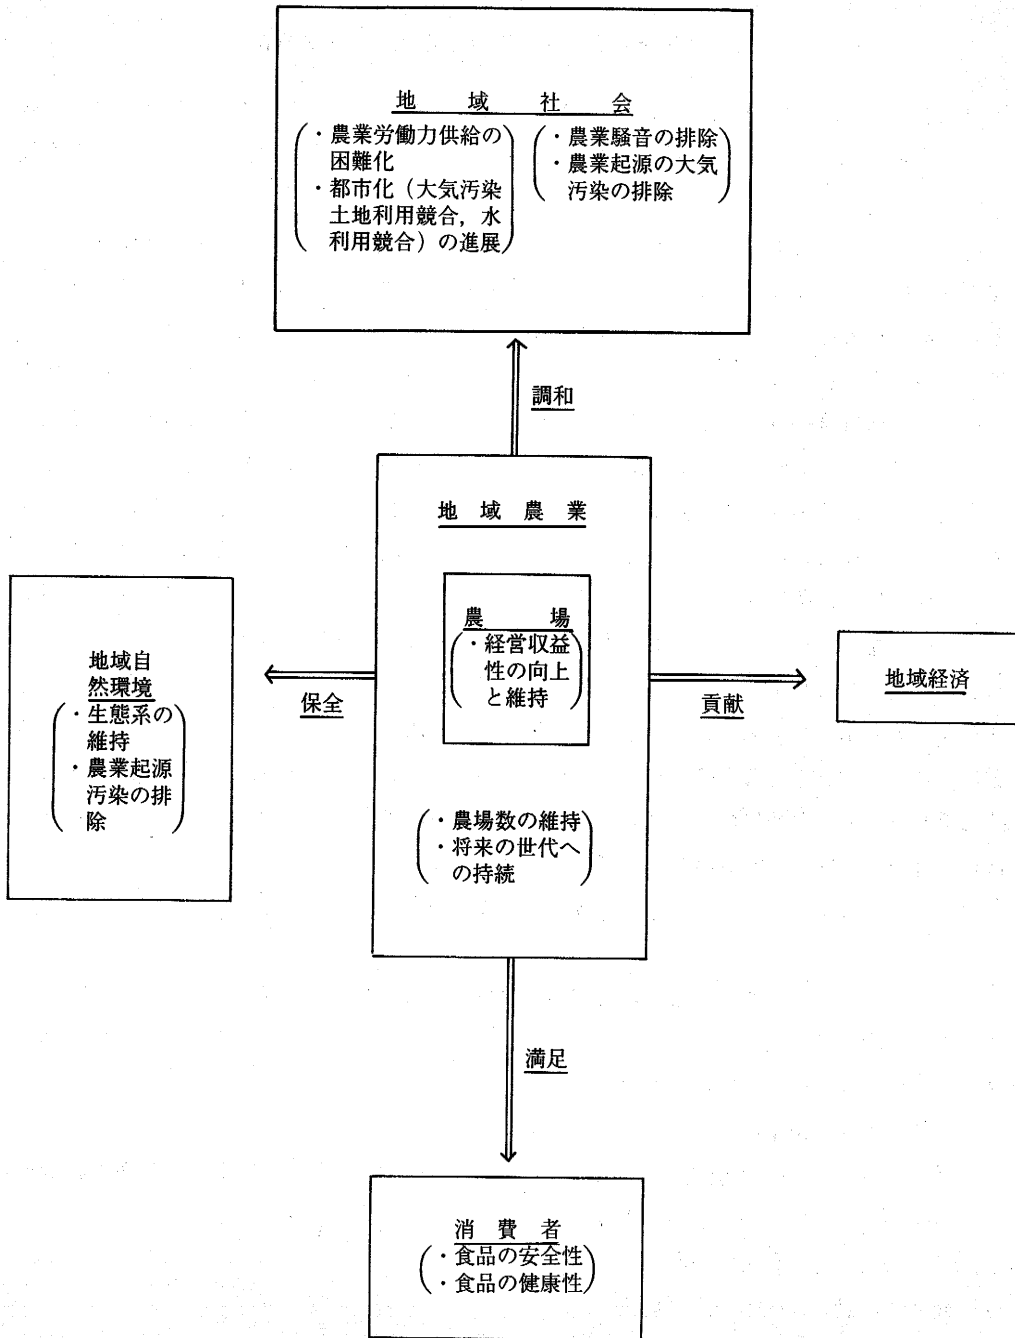 地域社会
・農業労働力供給の
困難化
・都市化（大気汚染
土地利用競合，水
利用競合）の進展
・農業騒音の排除
・農業起源の大気
汚染の排除
調和
地域農業
農場
・経営収益
性の向上
と維持
・農場数の維持
・将来の世代へ
の持続
地域自
然環境
・生態系の
維持
・農業起源
汚染の排
除
保全
貢献
地域経済
満足
消費者
・食品の安全性
・食品の健康性